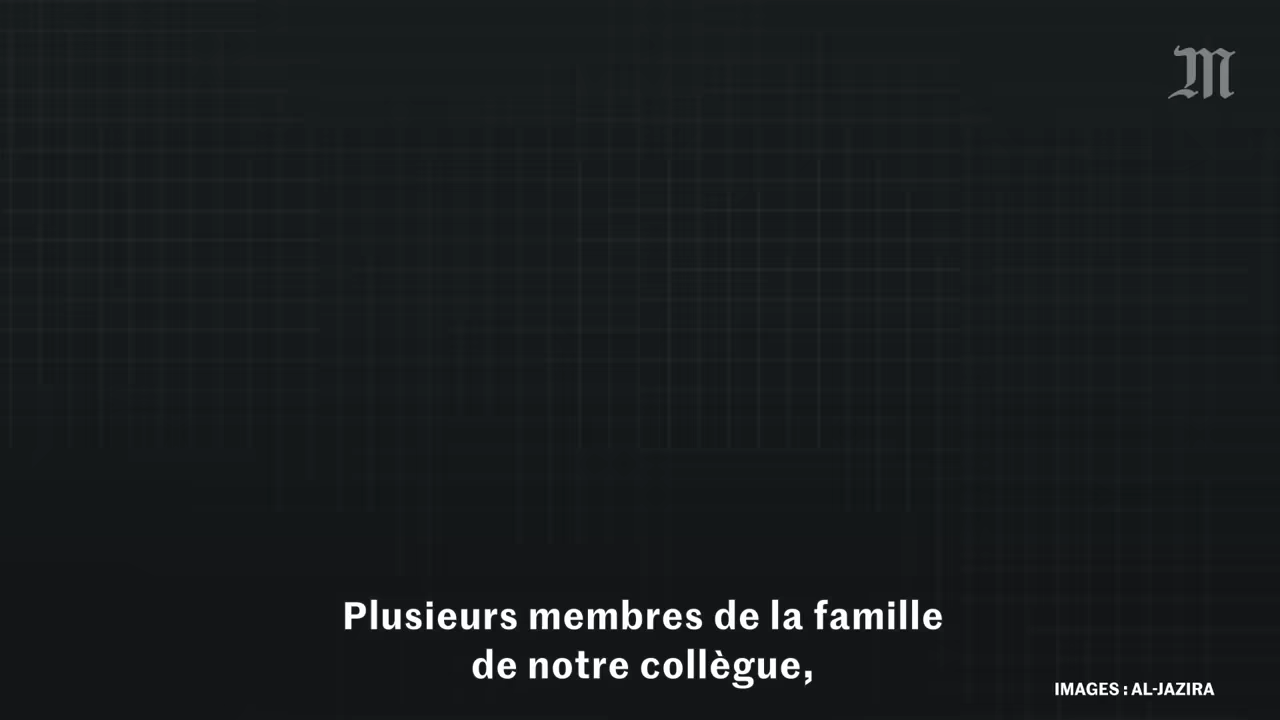 M
Plusieurs membres de la famille
de notre collègue,
IMAGES : AL-JAZIRA